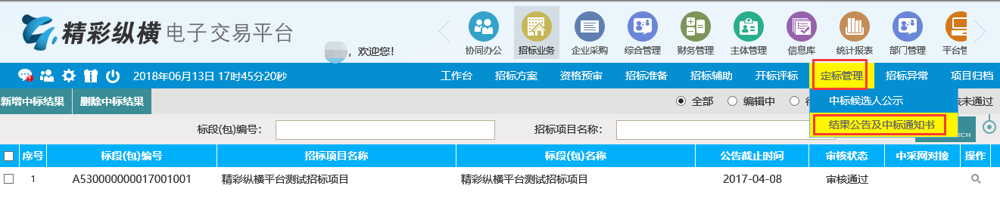 精彩纵横 电子交易平台
，欢迎您！
协同办公 招标业务 企业采购 综合管理 财务管理 主体管理 信息库 统计报表 部门管理 平台管
2018年06月13日 17时45分20秒
工作台 招标方案 资格预审 招标准备 招标辅助 开标评标 定标管理 招标异常 项目归档
中标候选人公示
结果公告及中标通知书
新增中标结果 删除中标结果
全部 编辑中 未通过
标段(包)编号： 招标项目名称： CH
序号 标段(包)编号 招标项目名称 标段(包)名称 公告截止时间 审核状态 中采网对接 操作
1 A530000000017001001 精彩纵横平台测试招标项目 精彩纵横平台测试招标项目 2017-04-08 审核通过